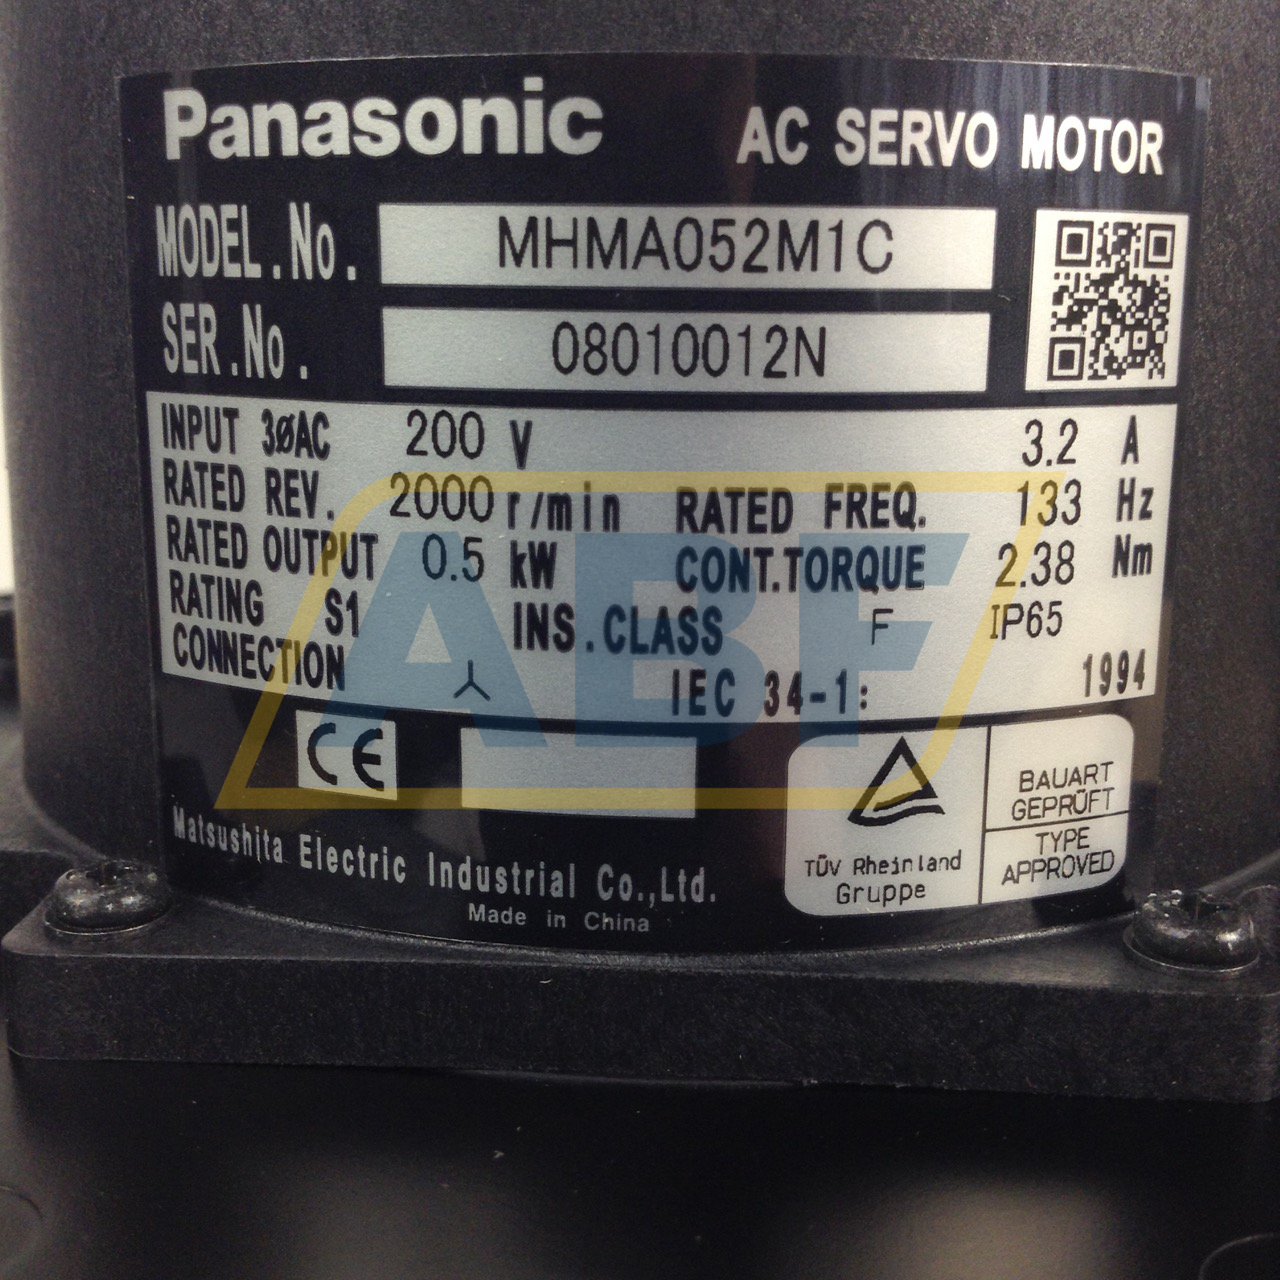 Panasonic AC SERVO MOTOR
MODEL.No. MHMA052M1C
SER.No. 08010012N
INPUT 3øAC 200 V 3.2 A
RATED REV. 2000 r/min RATED FREQ. 133 Hz
RATED OUTPUT 0.5 kW CONT.TORQUE 2.38 Nm
RATING S1 INS.CLASS F IP65
CONNECTION IEC 34-1: 1994
ABF
CE
BAUART
GEPRÜFT
TYPE
APPROVED
TÜV Rheinland
Gruppe
Matsushita Electric Industrial Co.,Ltd.
Made in China